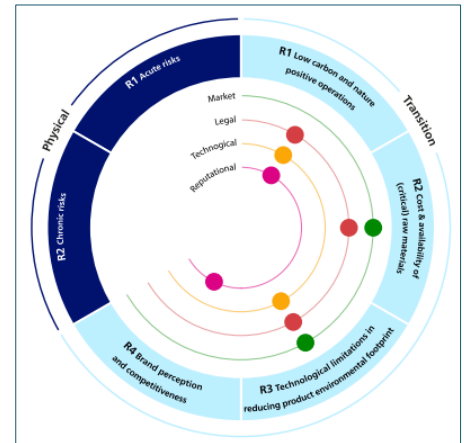 Physical
Transition
R1 Acute risks
R2 Chronic risks
R1 Low carbon and nature
positive operations
R2 Cost & availability of
(critical) raw materials
R3 Technological limitations in
reducing product environmental footprint
R4 Brand perception
and competitiveness
Market
Legal
Technogical
Reputational